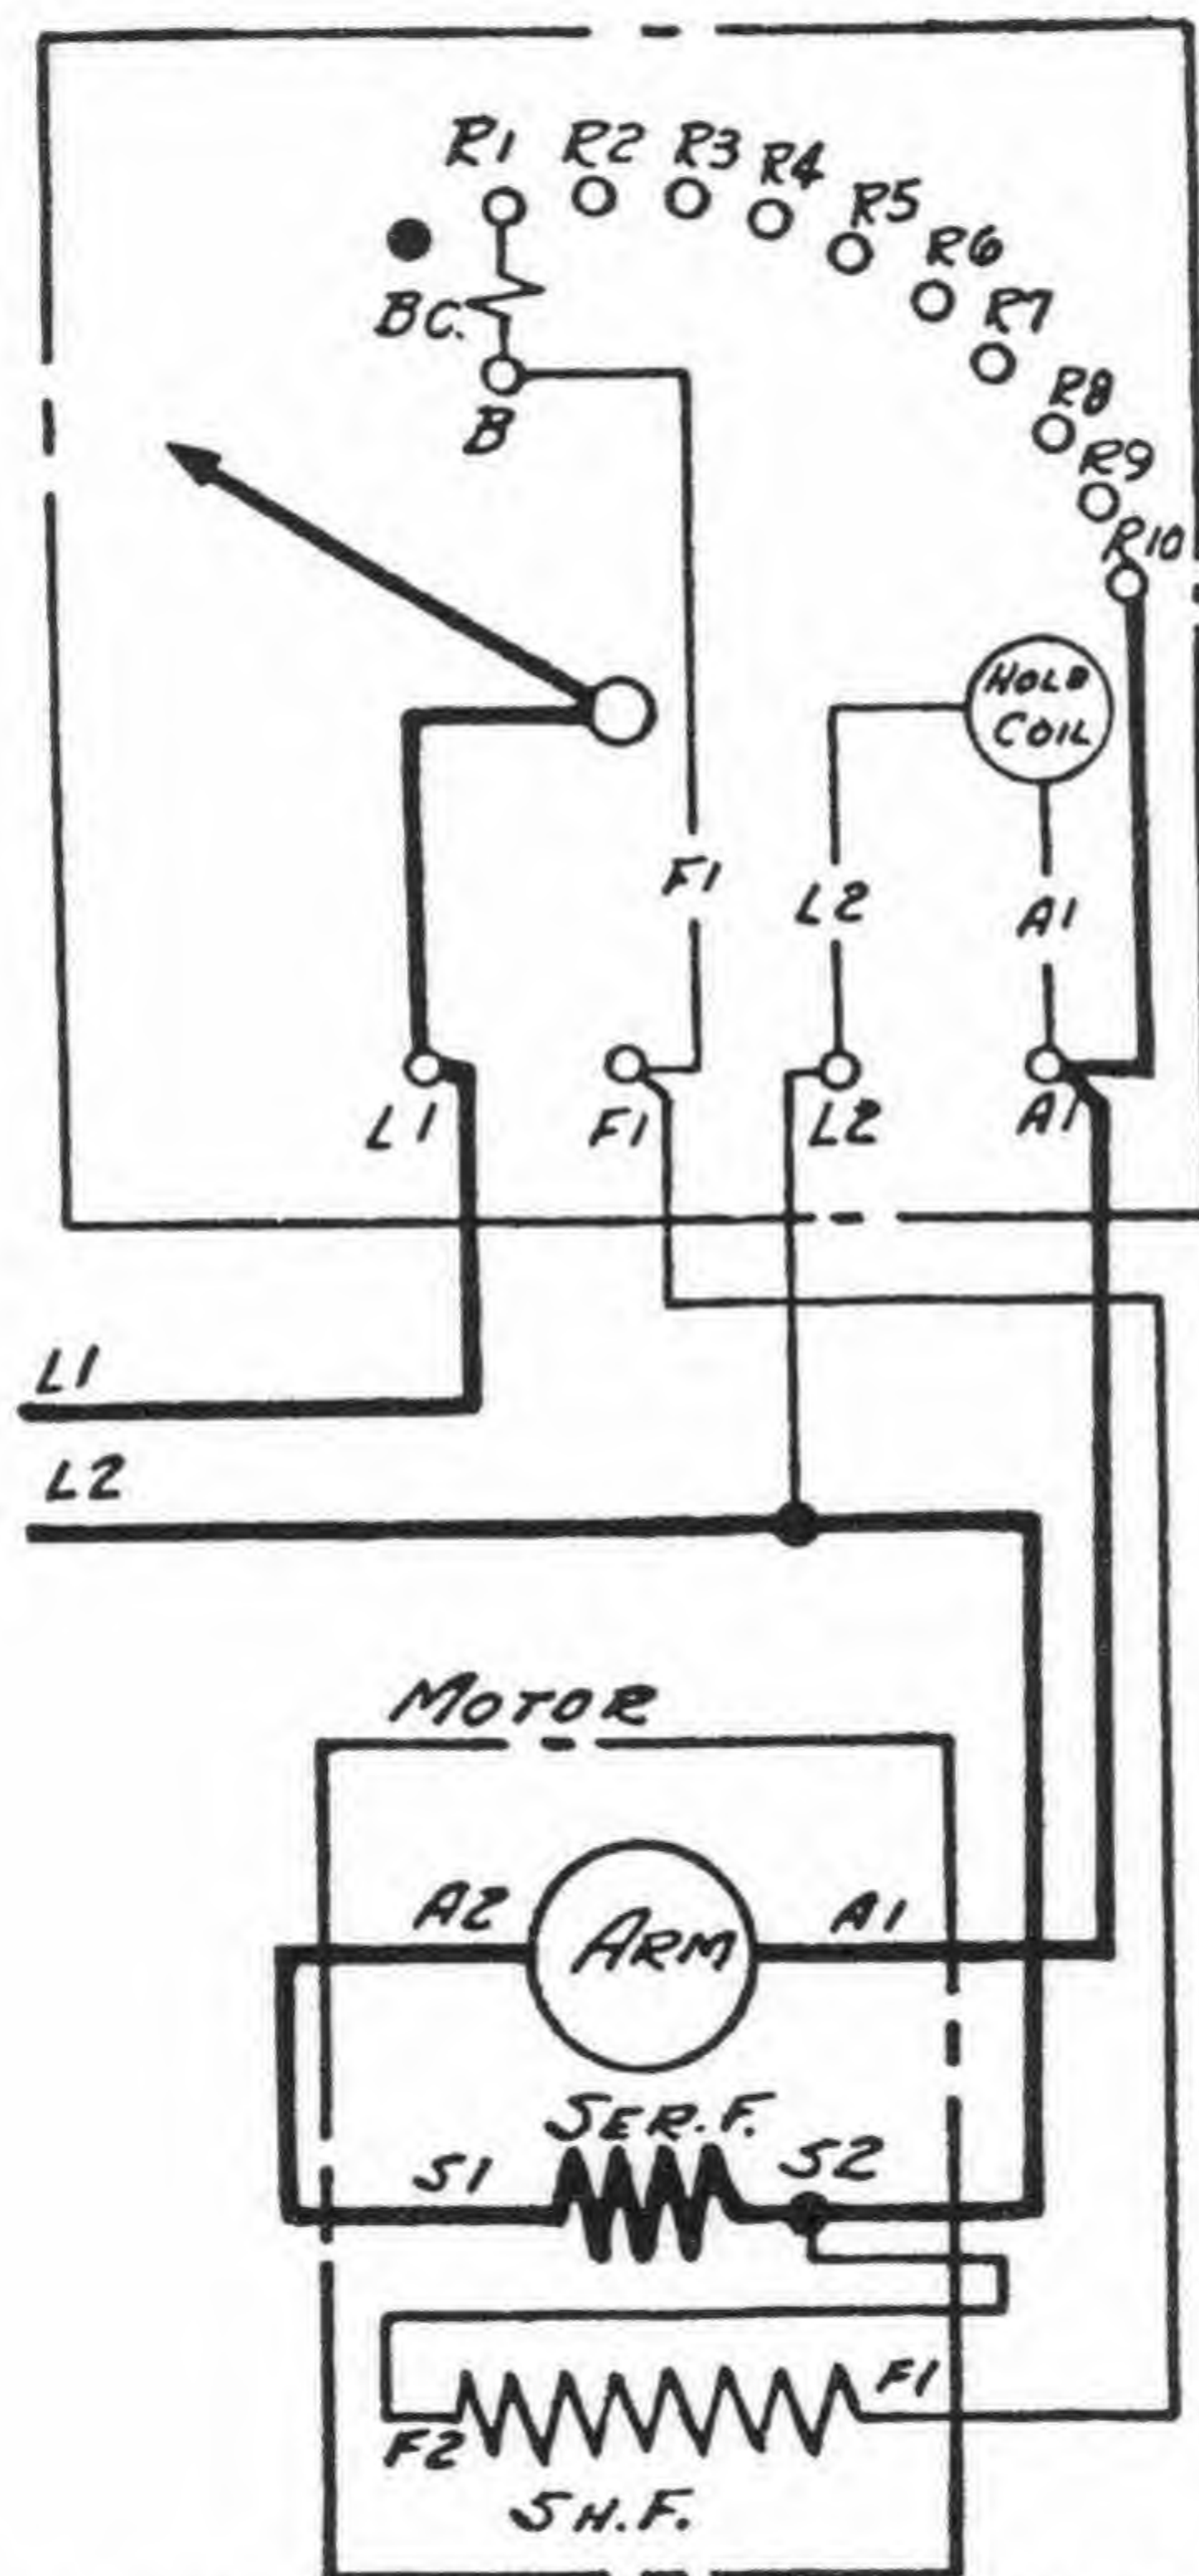 R1 R2 R3 R4 R5 R6 R7 R8 R9 R10
BC.
B
HOLD
COIL
F1 L2 A1
L1 F1 L2 A1
L1
L2
MOTOR
A2 ARM A1
SER. F.
S1 S2
F1
F2
SH. F.